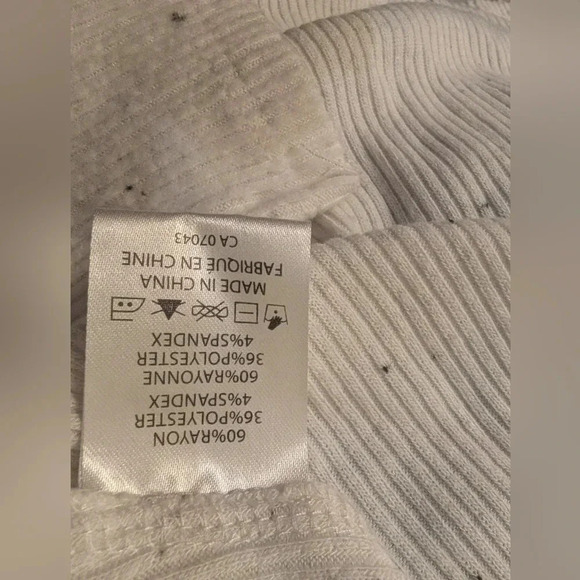 60%RAYON
36%POLYESTER
4%SPANDEX
60%RAYONNE
36%POLYESTER
4%SPANDEX
MADE IN CHINA
FABRIQUÉ EN CHINE
CA 07043